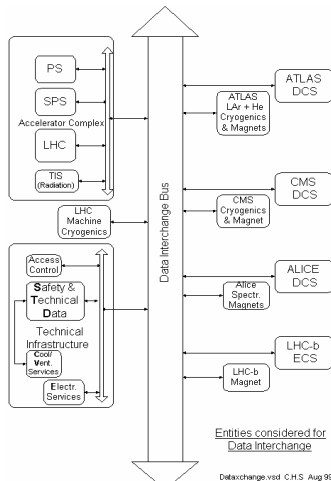 PS
SPS
Accelerator Complex
LHC
TIS
(Radiation)
LHC
Machine
Cryogenics
Access
Control
Safety &
Technical
Data
Technical
Infrastructure
Cool/
Vent.
Services
Electr.
Services
Data Interchange Bus
ATLAS
DCS
ATLAS
LAr + He
Cryogenics
& Magnets
CMS
DCS
CMS
Cryogenics
& Magnet
ALICE
DCS
Alice
Spectr.
Magnets
LHC-b
ECS
LHC-b
Magnet
Entities considered for
Data Interchange
Dataxchange.vsd C.H.S Aug